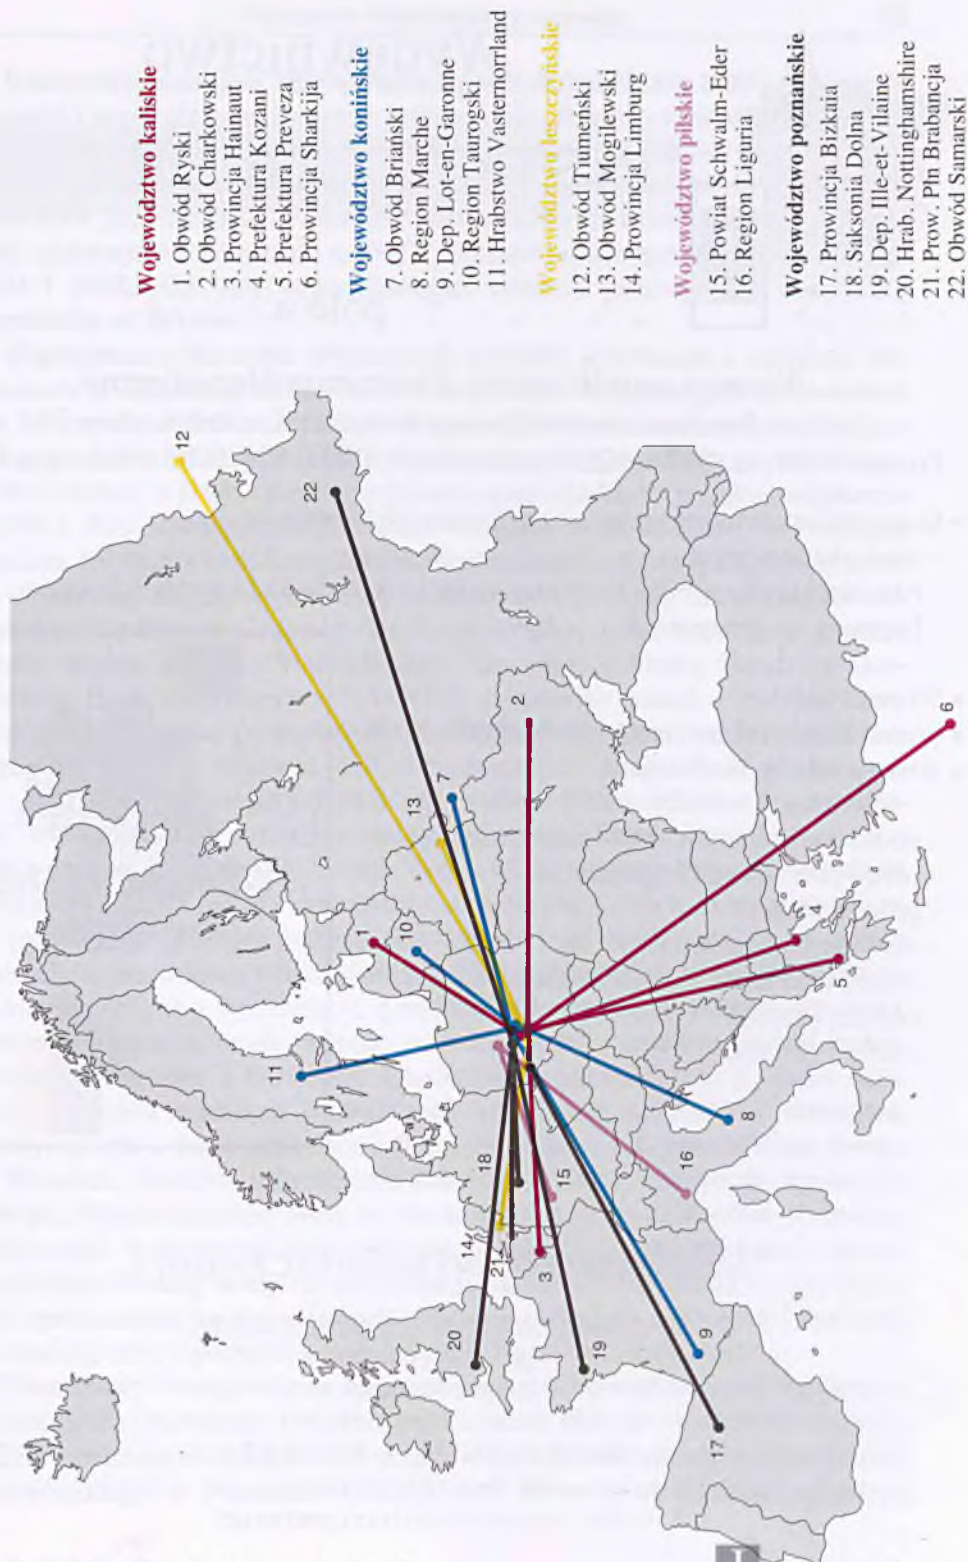 Województwo kaliskie
1. Obwód Ryski
2. Obwód Charkowski
3. Prowincja Hainaut
4. Prefektura Kozani
5. Prefektura Preveza
6. Prowincja Sharkija
Województwo konińskie
7. Obwód Briański
8. Region Marche
9. Dep.Lot-en-Garonne
10. Region Taurogski
11. Hrabstwo Vasternorrland
Województwo leszczyńskie
12. Obwód Tiumeński
13. Obwód Mogilewski
14. Prowincja Limburg
Województwo pilskie
15. Powiat Schwalm-Eder
16. Region Liguria
Województwo poznańskie
17. Prowincja Bizkaia
18. Saksonia Dolna
19. Dep.Ille-et-Vilaine
20. Hrab. Nottinghamshire
21. Prow. Płn Brabancja
22. Obwód Samarski
12
22
2
7
13
6
1
10
4
5
11
8
18
16
15
14
21
3
20
19
9
17